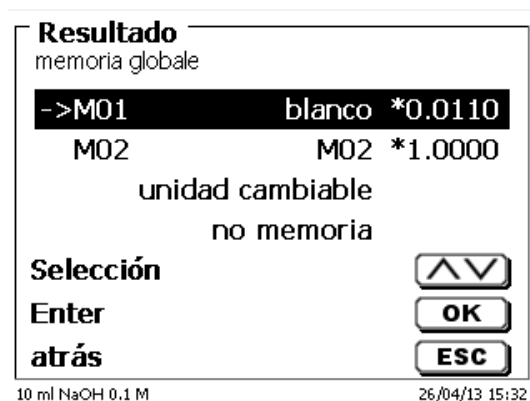 Resultado
memoria globale
->M01 blanco *0.0110
M02 M02 *1.0000
unidad cambiable
no memoria
Selección
Enter OK
atrás ESC
10 ml NaOH 0.1 M 26/04/13 15:32